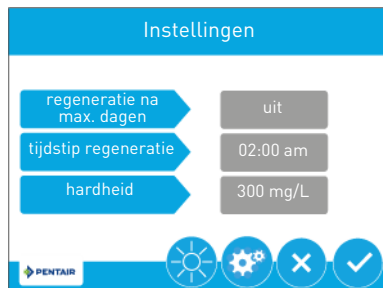 Instellingen
regeneratie na
max. dagen
uit
tijdstip regeneratie
02:00 am
hardheid
300 mg/L
PENTAIR